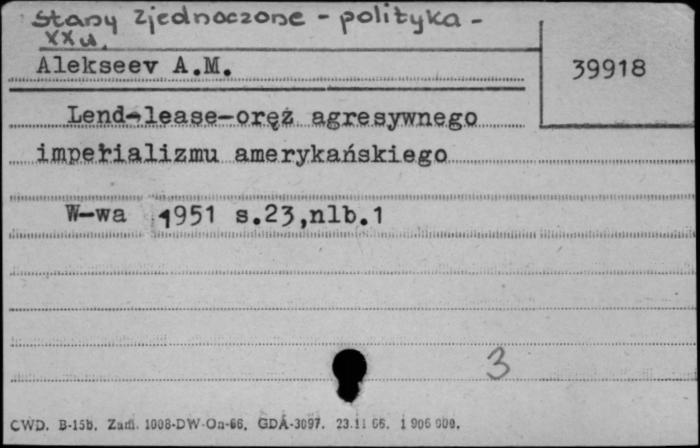 Stany Zjednoczone - polityka -
XX w.
Alekseev A.M.
39918
Lend-lease-oręż agresywnego
imperializmu amerykańskiego
W-wa 1951 s.23,nlb.1
3
CWD. B-15b. Zam. 1008-DW-On-66. GDA-3097. 23.11 66. 1 906 000.